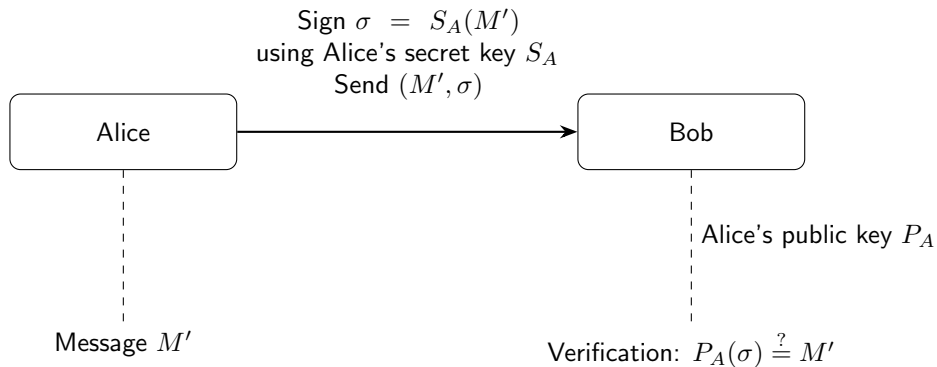 Sign σ = S_A(M′)
using Alice's secret key S_A
Send (M′, σ)
Alice
Bob
Alice's public key P_A
Message M′
Verification: P_A(σ) ≟ M′